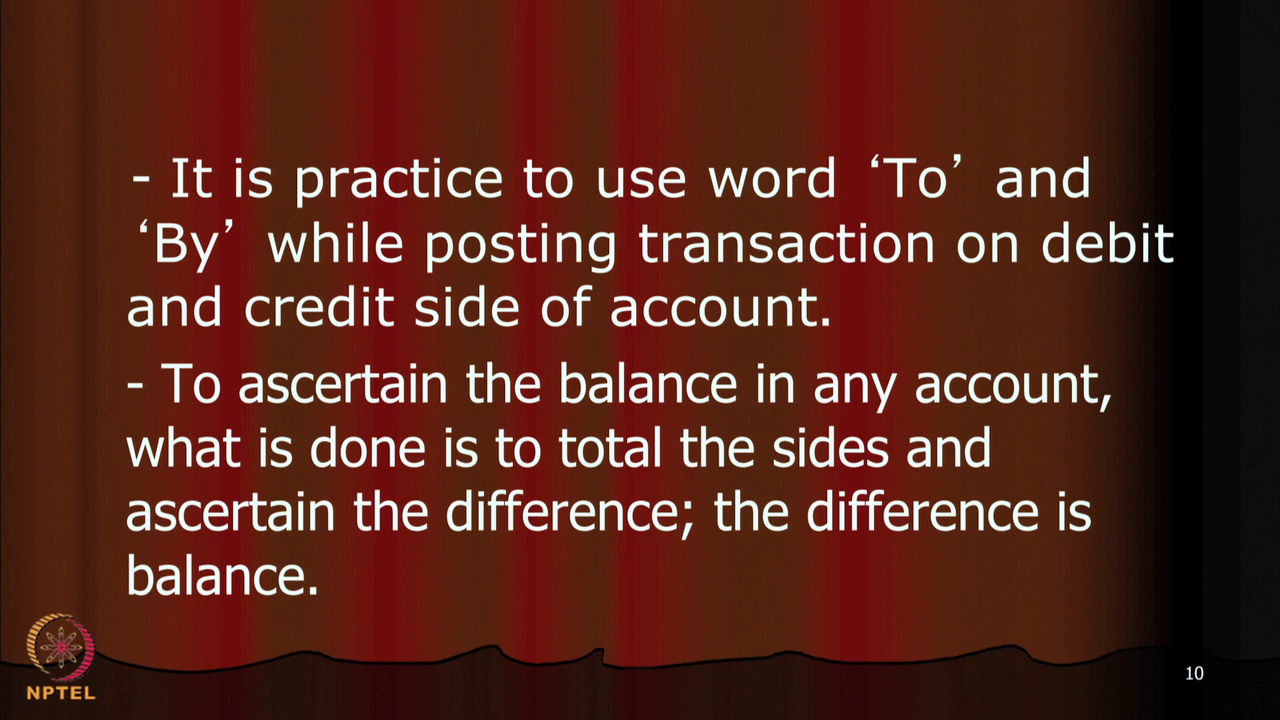 - It is practice to use word ‘To’ and
‘By’ while posting transaction on debit
and credit side of account.
- To ascertain the balance in any account,
what is done is to total the sides and
ascertain the difference; the difference is
balance.
NPTEL
10